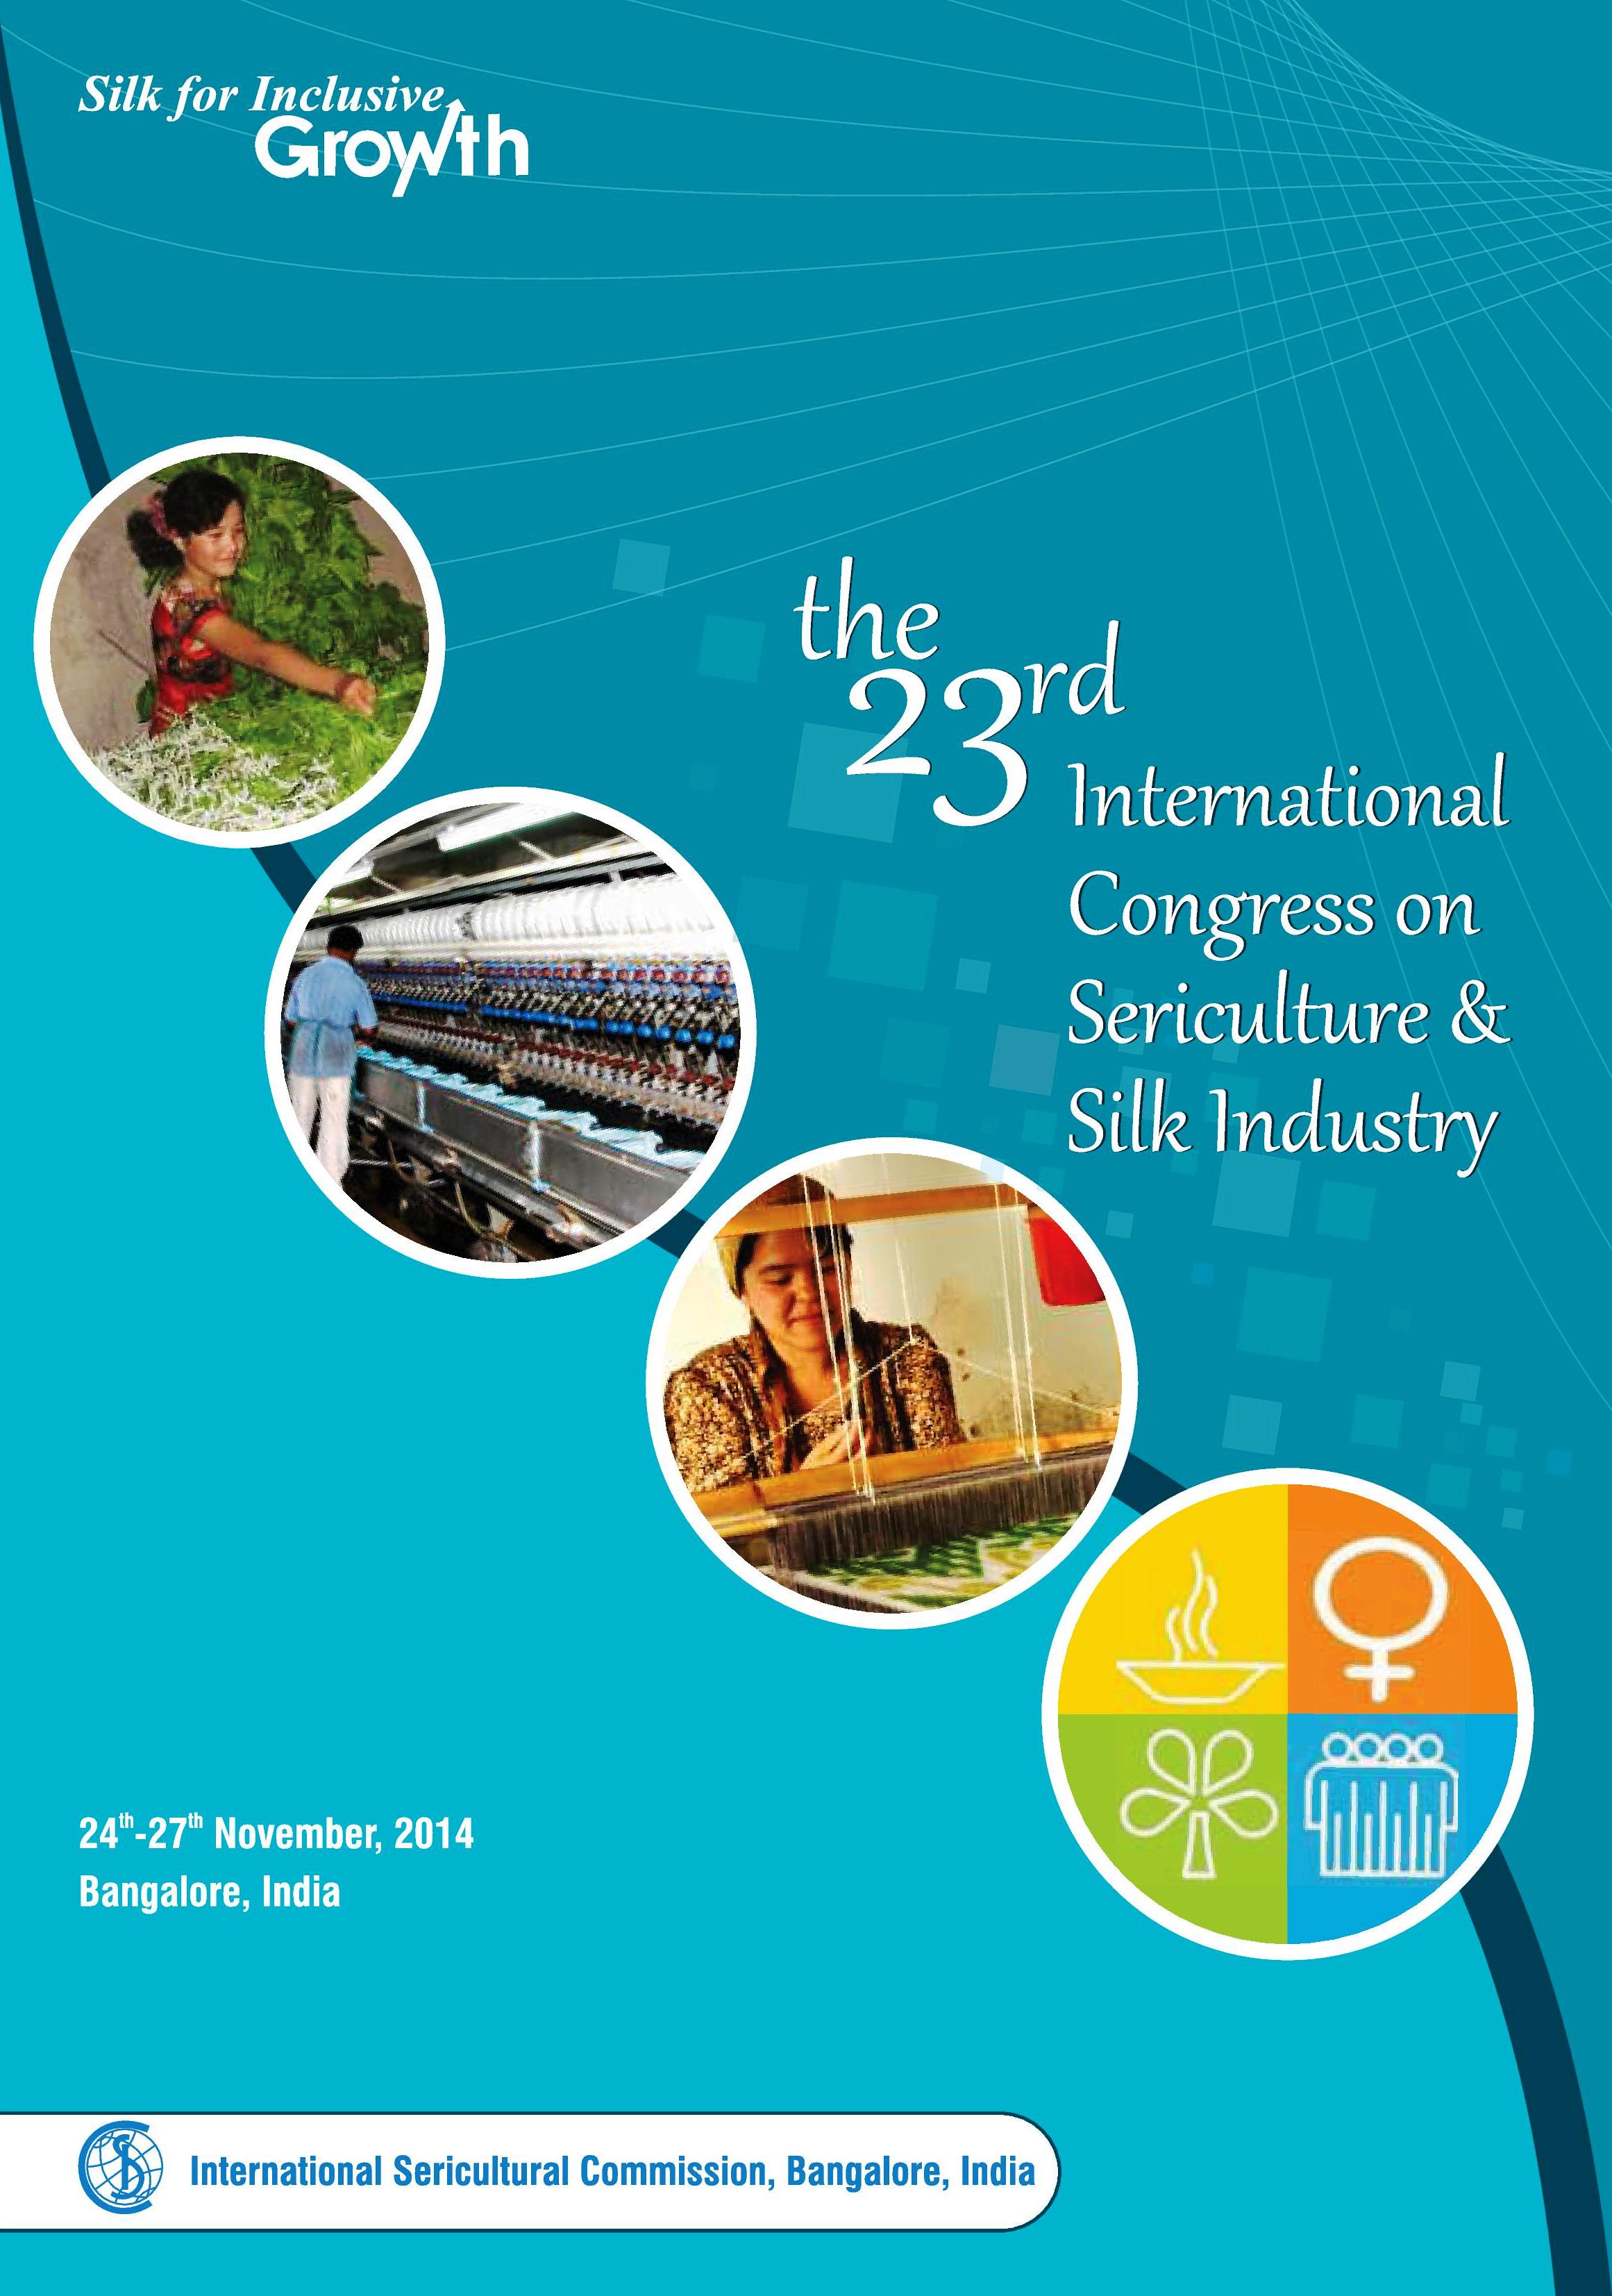 Silk for Inclusive
Growth
the
23rd
International
Congress on
Sericulture &
Silk Industry
24th-27th November, 2014
Bangalore, India
International Sericultural Commission, Bangalore, India